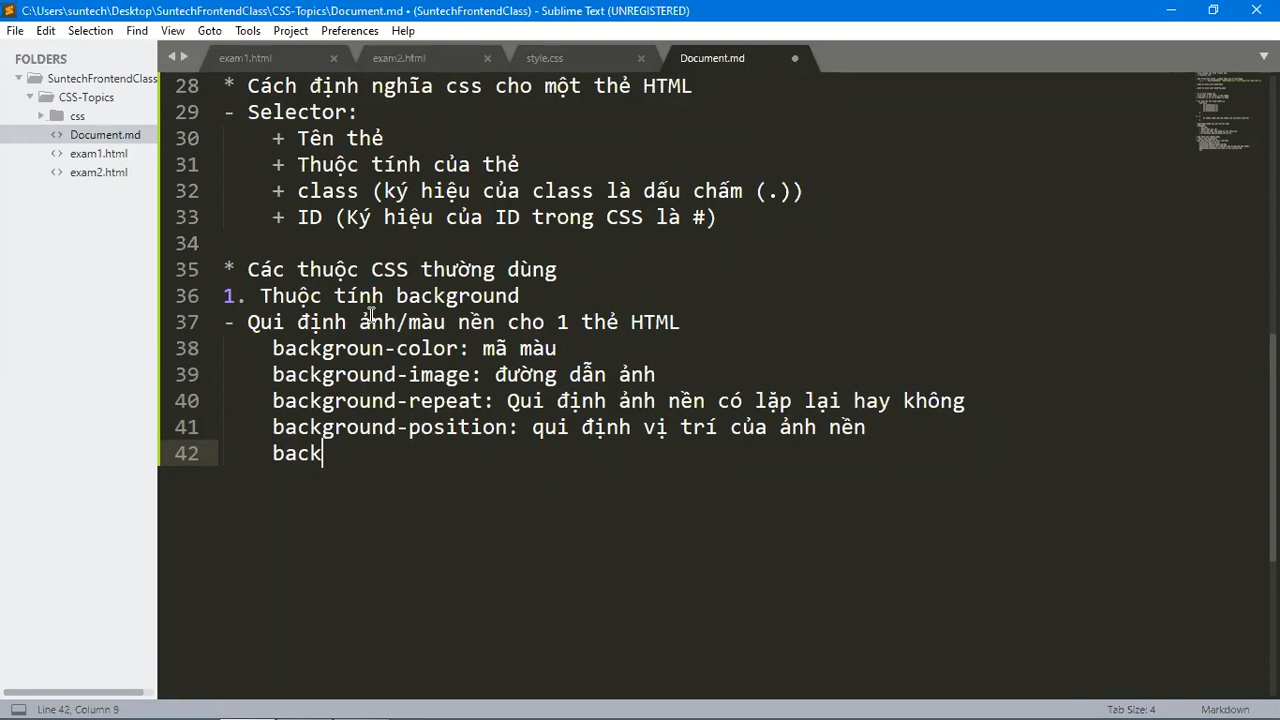 C:\Users\suntech\Desktop\SuntechFrontendClass\CSS-Topics\Document.md • (SuntechFrontendClass) - Sublime Text (UNREGISTERED)
File Edit Selection Find View Goto Tools Project Preferences Help
FOLDERS
SuntechFrontendClass
CSS-Topics
css
Document.md
exam1.html
exam2.html
exam1.html exam2.html style.css Document.md
28 * Cách định nghĩa css cho một thẻ HTML
29 - Selector:
30 + Tên thẻ
31 + Thuộc tính của thẻ
32 + class (ký hiệu của class là dấu chấm (.))
33 + ID (Ký hiệu của ID trong CSS là #)
34
35 * Các thuộc CSS thường dùng
36 1. Thuộc tính background
37 - Qui định ảnh/màu nền cho 1 thẻ HTML
38 backgroun-color: mã màu
39 background-image: đường dẫn ảnh
40 background-repeat: Qui định ảnh nền có lặp lại hay không
41 background-position: qui định vị trí của ảnh nền
42 back
Line 42, Column 9 Tab Size: 4 Markdown